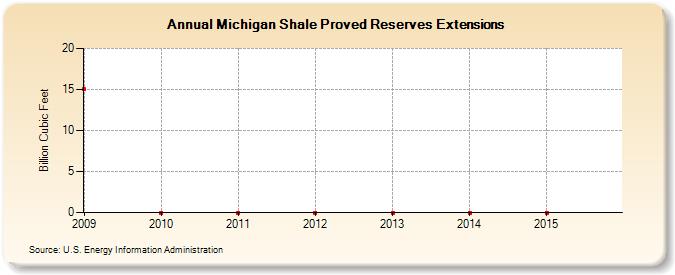 Annual Michigan Shale Proved Reserves Extensions
Billion Cubic Feet
20
15
10
5
0
2009 2010 2011 2012 2013 2014 2015
Source: U.S. Energy Information Administration